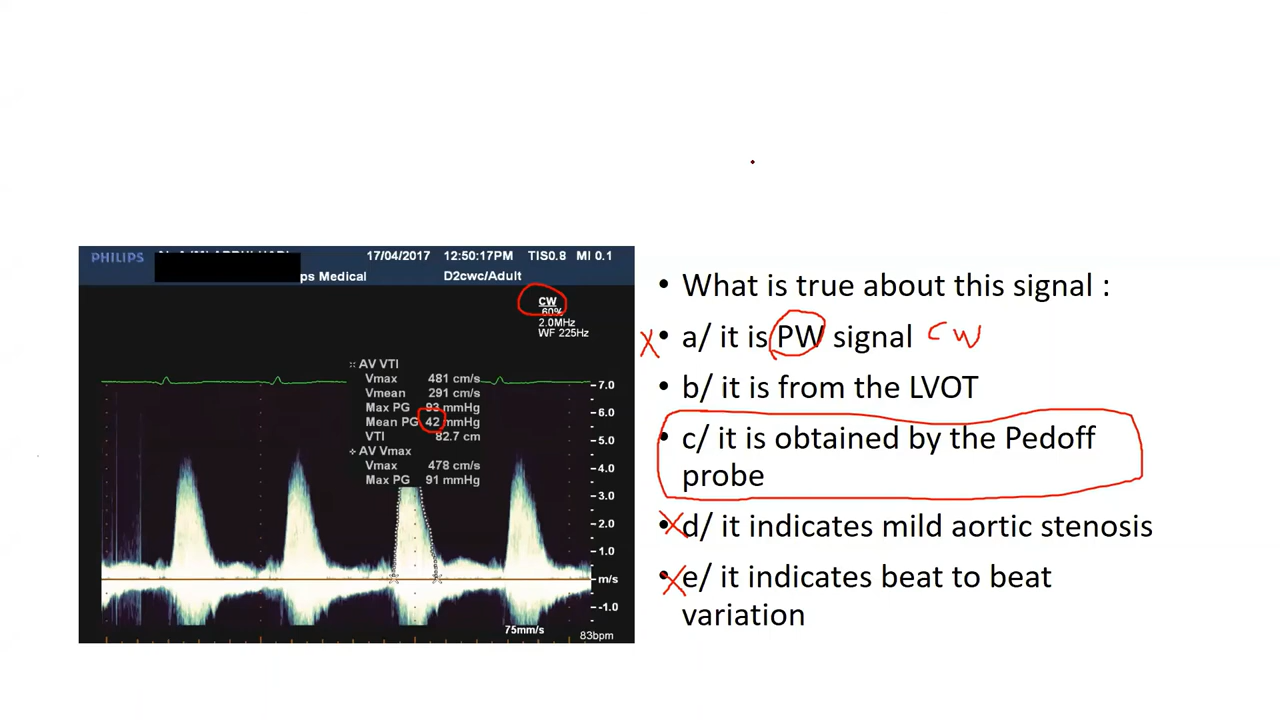 PHILIPS
17/04/2017 12:50:17PM TIS0.8 MI 0.1
ps Medical D2cwc/Adult
CW
60%
2.0MHz
WF 225Hz
AV VTI
Vmax 481 cm/s
Vmean 291 cm/s
Max PG 93 mmHg
Mean PG 42 mmHg
VTI 82.7 cm
AV Vmax
Vmax 478 cm/s
Max PG 91 mmHg
7.0
6.0
5.0
4.0
3.0
2.0
1.0
m/s
-1.0
75mm/s
83bpm
• What is true about this signal :
X • a/ it is PW signal CW
• b/ it is from the LVOT
• c/ it is obtained by the Pedoff
probe
• X d/ it indicates mild aortic stenosis
• X e/ it indicates beat to beat
variation